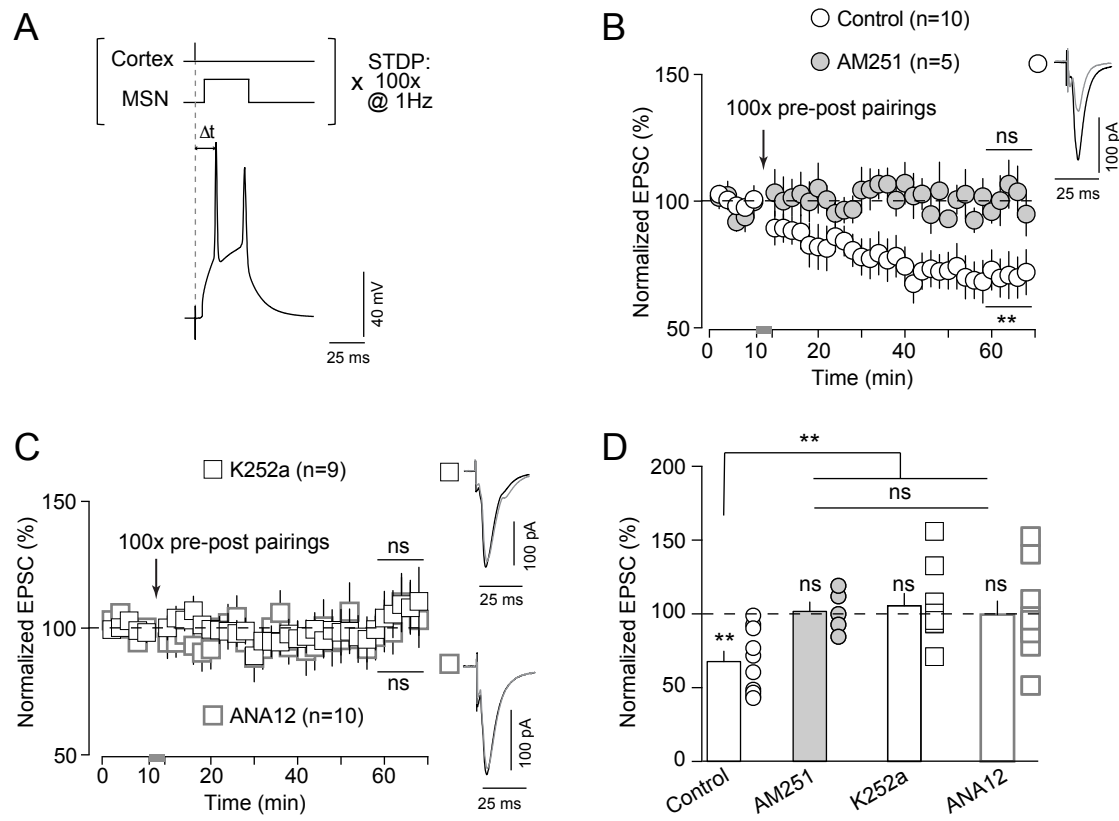 A
Cortex
MSN
STDP:
x 100x
@ 1Hz
Δt
40 mV
25 ms
B
Control (n=10)
AM251 (n=5)
100x pre-post pairings
ns
**
100 pA
25 ms
Normalized EPSC (%)
150
100
50
0 10 20 40 60
Time (min)
C
K252a (n=9)
100x pre-post pairings
ns
ns
ANA12 (n=10)
100 pA
25 ms
100 pA
25 ms
Normalized EPSC (%)
150
100
50
0 10 20 40 60
Time (min)
D
**
ns
ns ns ns
**
Normalized EPSC (%)
200
150
100
50
0
Control AM251 K252a ANA12